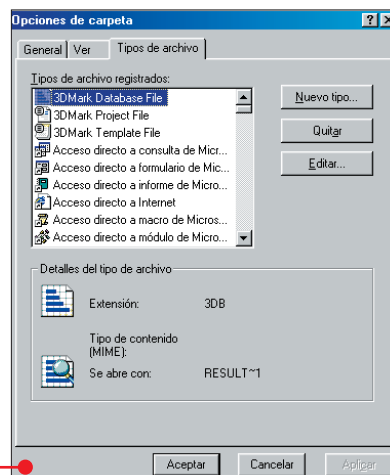 Opciones de carpeta
General Ver Tipos de archivo
Tipos de archivo registrados:
3DMark Database File
3DMark Project File
3DMark Template File
Acceso directo a consulta de Micr...
Acceso directo a formulario de Mic...
Acceso directo a informe de Micro...
Acceso directo a Internet
Acceso directo a macro de Micros...
Acceso directo a módulo de Micro...
Nuevo tipo...
Quitar
Editar...
Detalles del tipo de archivo
Extensión: 3DB
Tipo de contenido
(MIME):
Se abre con: RESULT~1
Aceptar Cancelar Aplicar